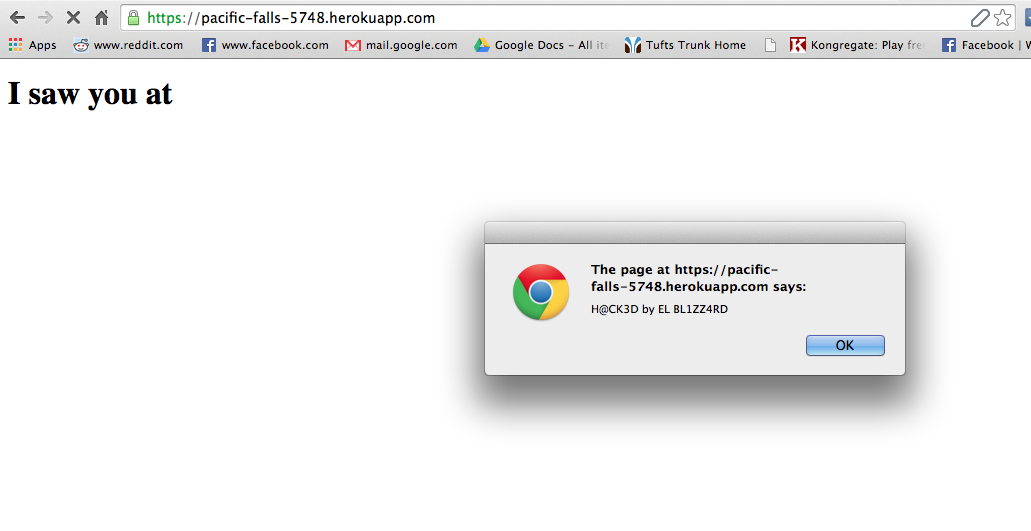 https://pacific-falls-5748.herokuapp.com
Apps www.reddit.com www.facebook.com mail.google.com Google Docs – All ite Tufts Trunk Home Kongregate: Play fre Facebook | W
I saw you at
The page at https://pacific-
falls-5748.herokuapp.com says:
H@CK3D by EL BL1ZZ4RD
OK